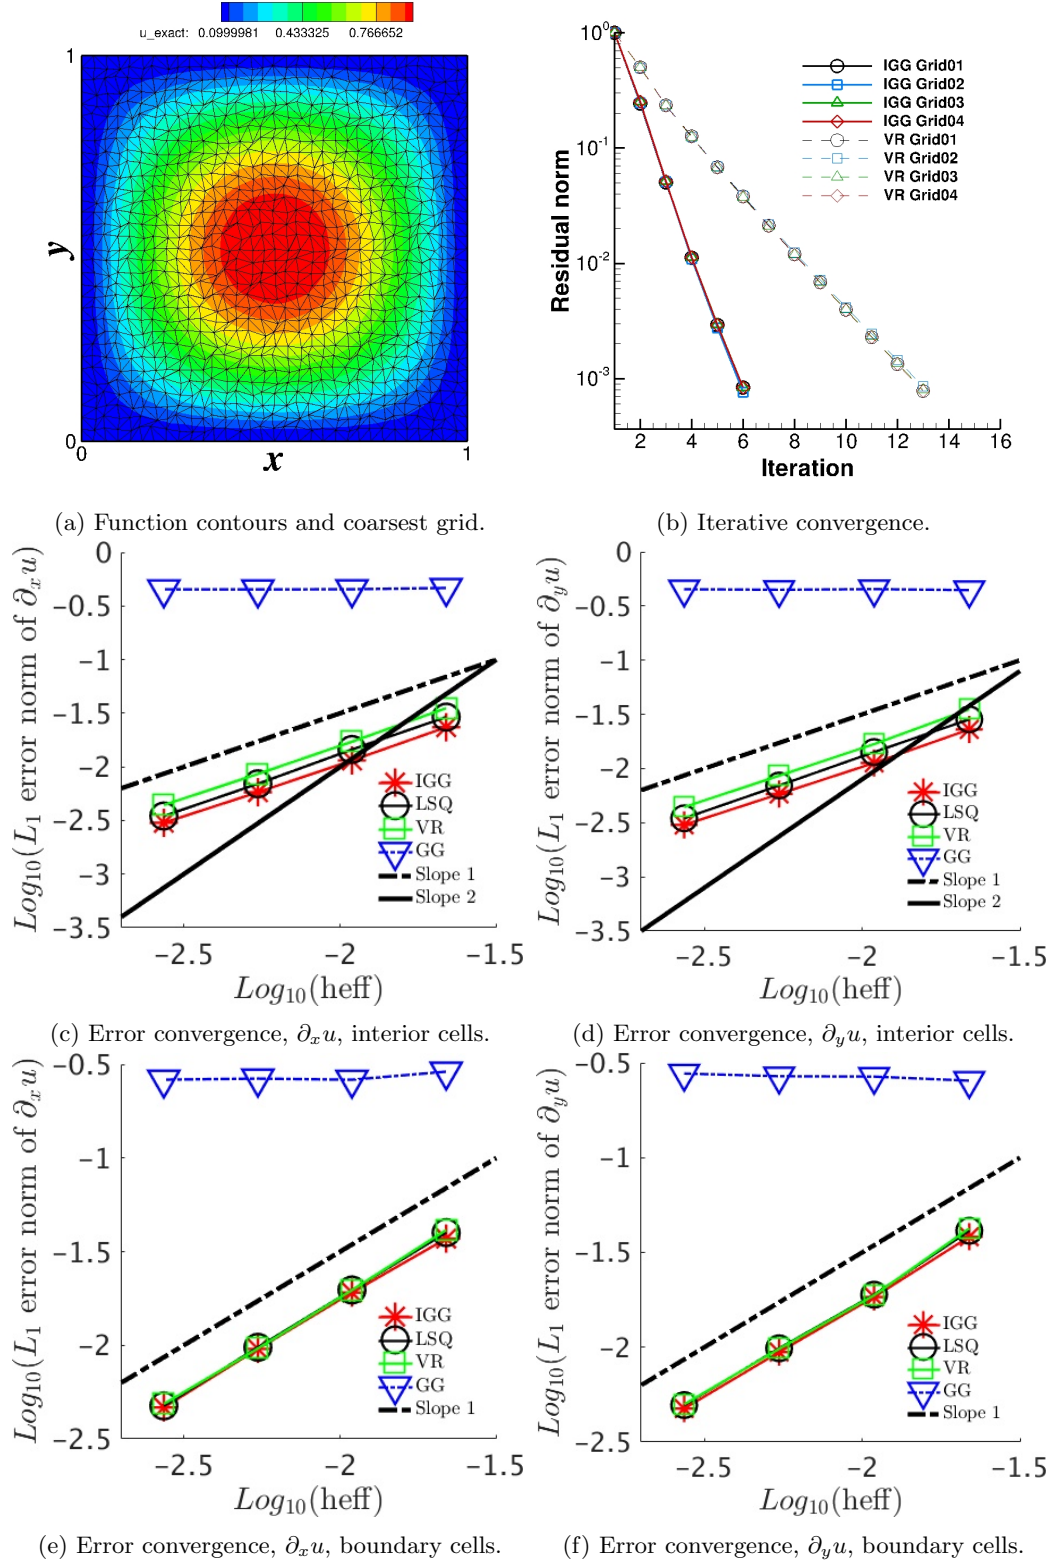 u_exact: 0.0999981 0.433325 0.766652
1
y
0
0
x
1
10^0
10^-1
10^-2
10^-3
Residual norm
IGG Grid01
IGG Grid02
IGG Grid03
IGG Grid04
VR Grid01
VR Grid02
VR Grid03
VR Grid04
2 4 6 8 10 12 14 16
Iteration
(a) Function contours and coarsest grid.
(b) Iterative convergence.
Log₁₀(L₁ error norm of ∂ₓu)
0
-0.5
-1
-1.5
-2
-2.5
-3
-3.5
IGG
LSQ
VR
GG
Slope 1
Slope 2
-2.5 -2 -1.5
Log₁₀(heff)
Log₁₀(L₁ error norm of ∂_yu)
0
-0.5
-1
-1.5
-2
-2.5
-3
-3.5
IGG
LSQ
VR
GG
Slope 1
Slope 2
-2.5 -2 -1.5
Log₁₀(heff)
(c) Error convergence, ∂ₓu, interior cells.
(d) Error convergence, ∂_yu, interior cells.
Log₁₀(L₁ error norm of ∂ₓu)
-0.5
-1
-1.5
-2
-2.5
IGG
LSQ
VR
GG
Slope 1
-2.5 -2 -1.5
Log₁₀(heff)
Log₁₀(L₁ error norm of ∂_yu)
-0.5
-1
-1.5
-2
-2.5
IGG
LSQ
VR
GG
Slope 1
-2.5 -2 -1.5
Log₁₀(heff)
(e) Error convergence, ∂ₓu, boundary cells.
(f) Error convergence, ∂_yu, boundary cells.